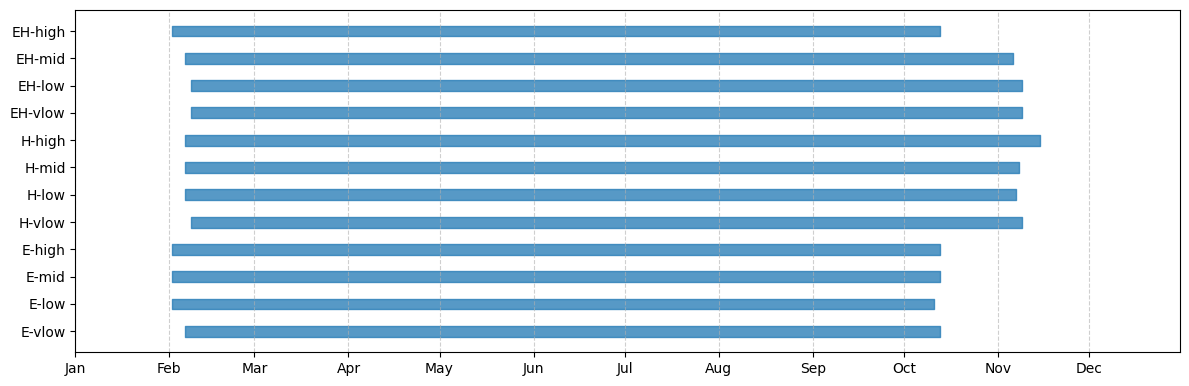 EH-high
EH-mid
EH-low
EH-vlow
H-high
H-mid
H-low
H-vlow
E-high
E-mid
E-low
E-vlow
Jan Feb Mar Apr May Jun Jul Aug Sep Oct Nov Dec